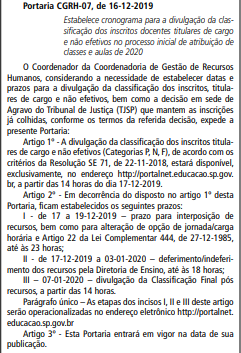 Portaria CGRH-07, de 16-12-2019
Estabelece cronograma para a divulgação da clas-
sificação dos inscritos docentes titulares de cargo
e não efetivos no processo inicial de atribuição de
classes e aulas de 2020
O Coordenador da Coordenadoria de Gestão de Recursos
Humanos, considerando a necessidade de estabelecer datas e
prazos para a divulgação da classificação dos inscritos, titula-
res de cargo e não efetivos, bem como a decisão em sede de
Agravo do Tribunal de Justiça (TJSP) que mantem as inscrições
já colhidas, conforme os termos da referida decisão, expede a
presente Portaria:
Artigo 1º - A divulgação da classificação dos inscritos titula-
res de cargo e não efetivos (Categorias P, N, F), de acordo com os
critérios da Resolução SE 71, de 22-11-2018, estará disponível,
exclusivamente, no endereço http://portalnet.educacao.sp.gov.
br, a partir das 14 horas do dia 17-12-2019.
Artigo 2º - Em decorrência do disposto no artigo 1º desta
Portaria, ficam estabelecidos os seguintes prazos:
I - de 17 a 19-12-2019 – prazo para interposição de
recursos, bem como para alteração de opção de jornada/carga
horária e Artigo 22 da Lei Complementar 444, de 27-12-1985,
até às 23 horas;
II - de 17-12-2019 a 03-01-2020 – deferimento/indeferi-
mento dos recursos pela Diretoria de Ensino, até às 18 horas;
III – 07-01-2020 – divulgação da Classificação Final pós
recursos, a partir das 14 horas.
Parágrafo único – As etapas dos incisos I, II e III deste artigo
serão operacionalizadas no endereço eletrônico http://portalnet.
educacao.sp.gov.br
Artigo 3º - Esta Portaria entrará em vigor na data de sua
publicação.